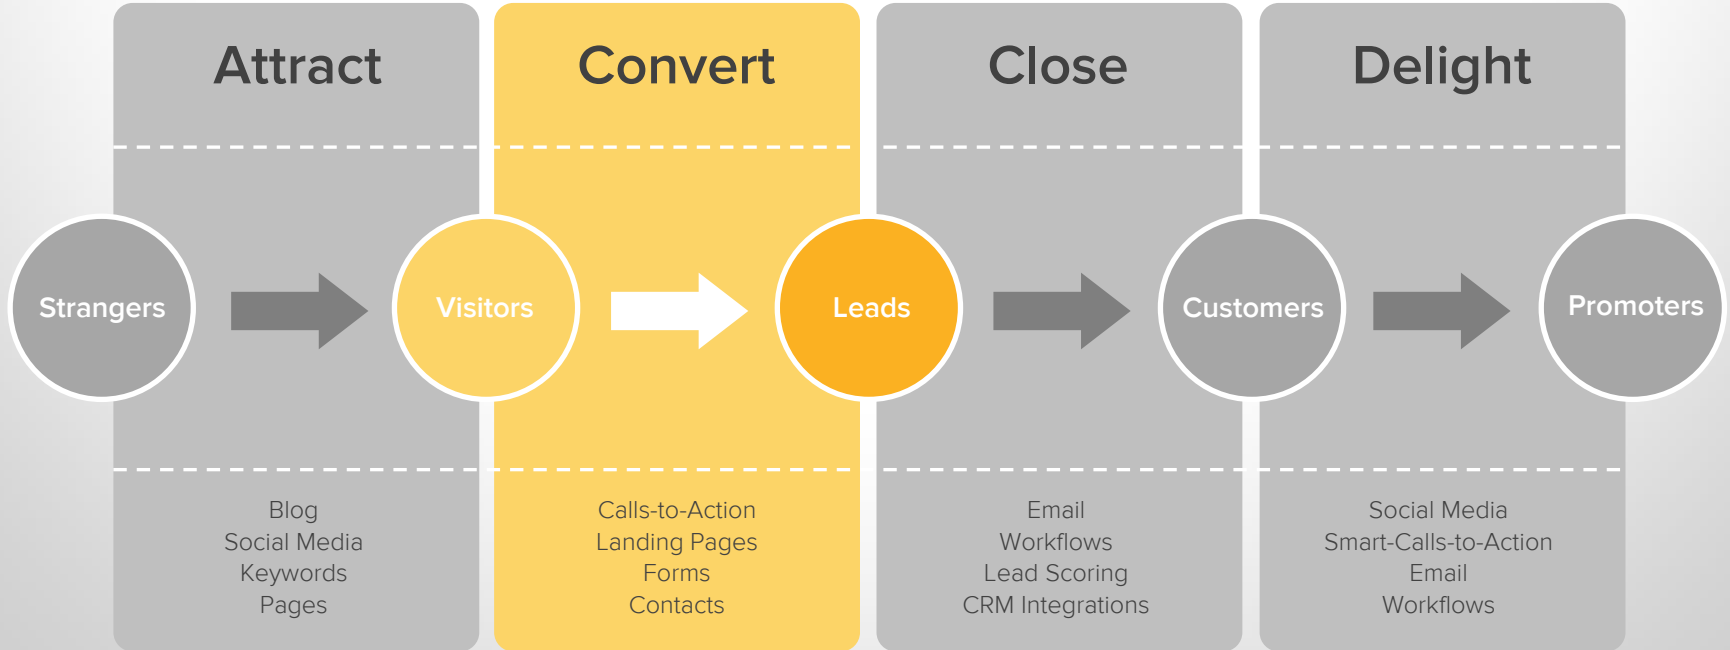 Attract
Convert
Close
Delight
Strangers
Visitors
Leads
Customers
Promoters
Blog
Social Media
Keywords
Pages
Calls-to-Action
Landing Pages
Forms
Contacts
Email
Workflows
Lead Scoring
CRM Integrations
Social Media
Smart-Calls-to-Action
Email
Workflows